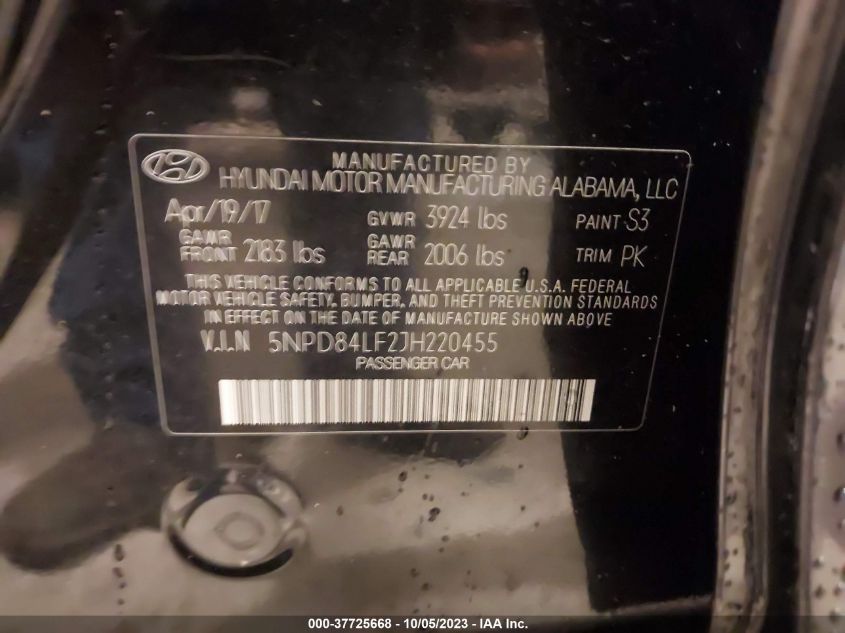 MANUFACTURED BY
HYUNDAI MOTOR MANUFACTURING ALABAMA, LLC
Apr/19/17 GVWR 3924 lbs PAINT S3
GAWR FRONT 2183 lbs GAWR REAR 2006 lbs TRIM PK
THIS VEHICLE CONFORMS TO ALL APPLICABLE U.S.A. FEDERAL
MOTOR VEHICLE SAFETY, BUMPER, AND THEFT PREVENTION STANDARDS
IN EFFECT ON THE DATE OF MANUFACTURE SHOWN ABOVE.
V.I.N 5NPD84LF2JH220455
PASSENGER CAR
000-37725668 - 10/05/2023 - IAA Inc.